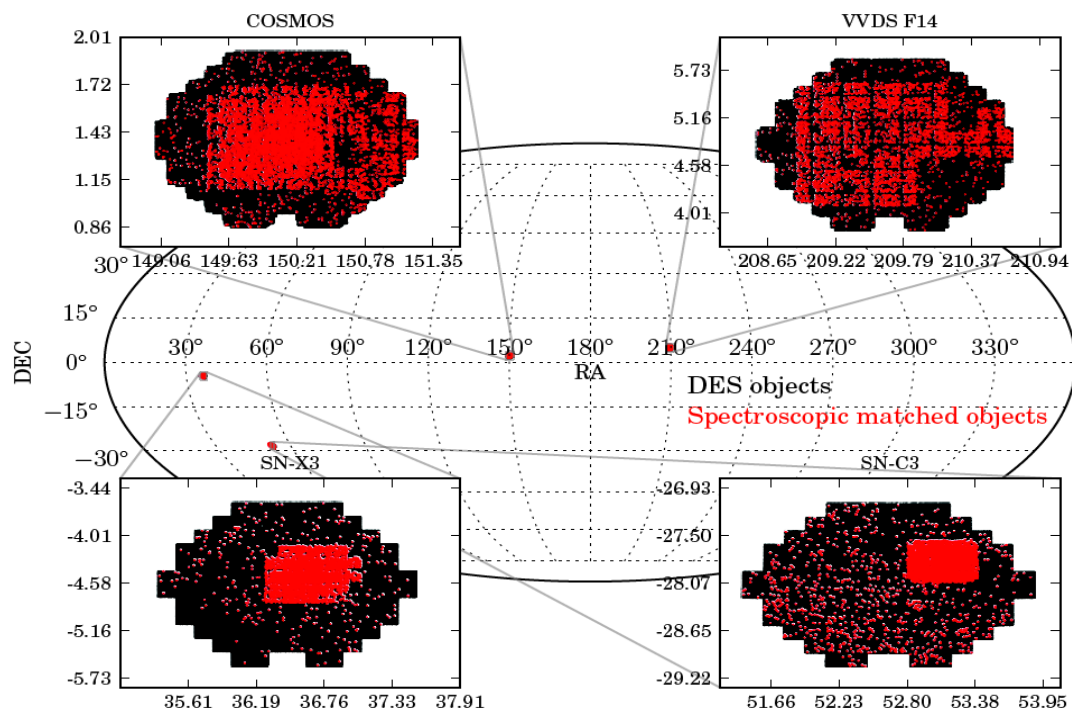 COSMOS
VVDS F14
2.01
1.72
1.43
1.15
0.86
149.06 149.63 150.21 150.78 151.35
5.73
5.16
4.58
4.01
208.65 209.22 209.79 210.37 210.94
30°
15°
0°
−15°
−30°
DEC
30° 60° 90° 120° 150° 180° 210° 240° 270° 300° 330°
RA
DES objects
Spectroscopic matched objects
SN-X3
SN-C3
-3.44
-4.01
-4.58
-5.16
-5.73
35.61 36.19 36.76 37.33 37.91
-26.93
-27.50
-28.07
-28.65
-29.22
51.66 52.23 52.80 53.38 53.95